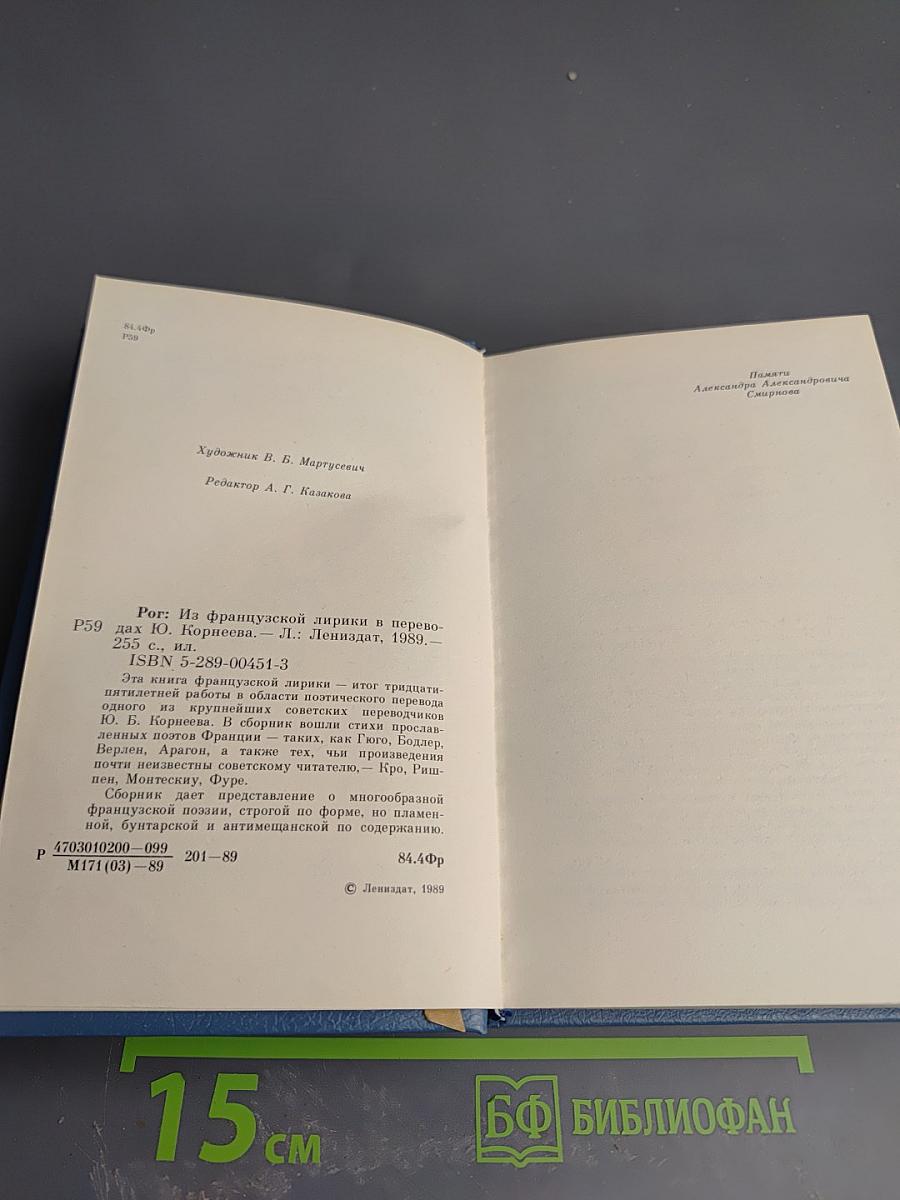 84.4Фр
Р59
Художник В. Б. Мартусевич
Редактор А. Г. Казакова
Рог: Из французской лирики в перево-
Р59 дах Ю. Корнеева.— Л.: Лениздат, 1989.—
255 с., ил.
ISBN 5-289-00451-3
Эта книга французской лирики — итог тридцати-
пятилетней работы в области поэтического перевода
одного из крупнейших советских переводчиков
Ю. Б. Корнеева. В сборник вошли стихи прослав-
ленных поэтов Франции — таких, как Гюго, Бодлер,
Верлен, Арагон, а также тех, чьи произведения
почти неизвестны советскому читателю,— Кро, Риш-
пен, Монтескиу, Фуре.
Сборник дает представление о многообразной
французской поэзии, строгой по форме, но пламен-
ной, бунтарской и антимещанской по содержанию.
Р 4703010200—099
М171(03)—89 201—89 84.4Фр
© Лениздат, 1989
Памяти
Александра Александровича
Смирнова
15 см
БФ БИБЛИОФАН